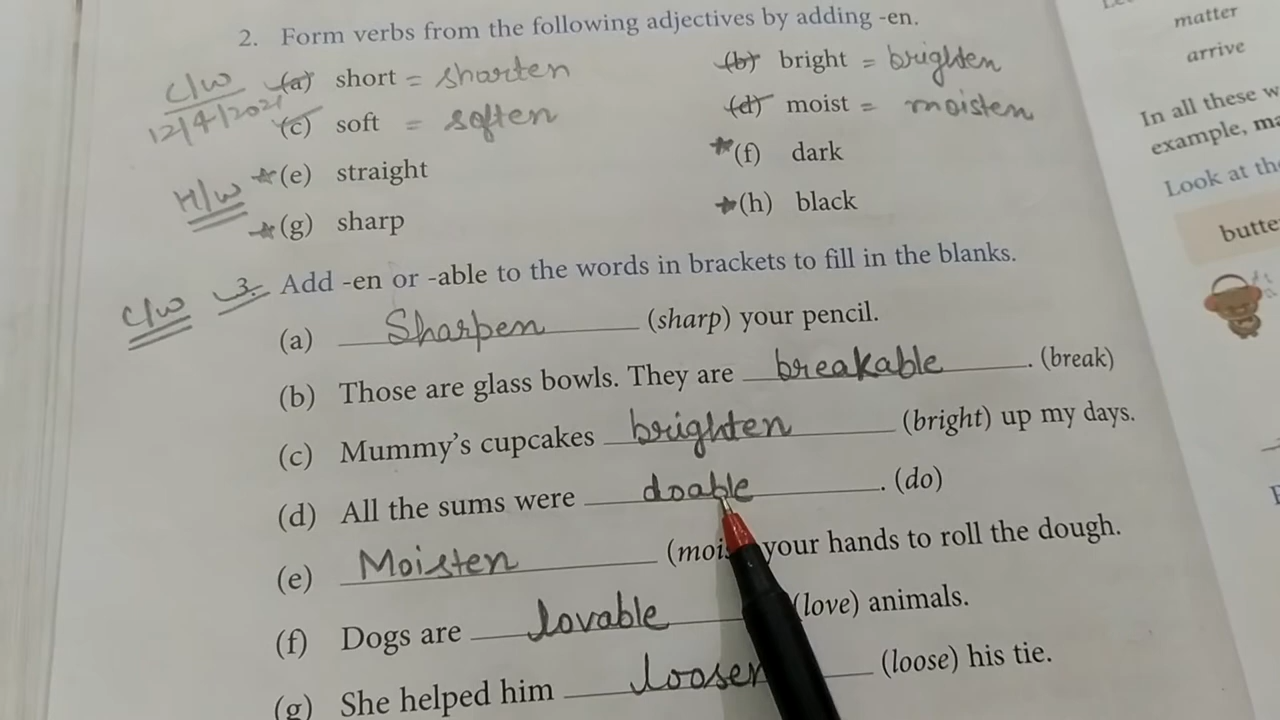 2. Form verbs from the following adjectives by adding -en.
C/W (a) short = sharten (b) bright = brighten
12/4/2021 (c) soft = soften (d) moist = moisten
H/W (e) straight (f) dark
(g) sharp (h) black
C/W 3. Add -en or -able to the words in brackets to fill in the blanks.
(a) Sharpen (sharp) your pencil.
(b) Those are glass bowls. They are breakable. (break)
(c) Mummy's cupcakes brighten (bright) up my days.
(d) All the sums were doable. (do)
(e) Moisten your hands to roll the dough.
(f) Dogs are lovable (love) animals.
(g) She helped him (loose) his tie.
matter
arrive
In all these w
example, ma
Look at the
butte